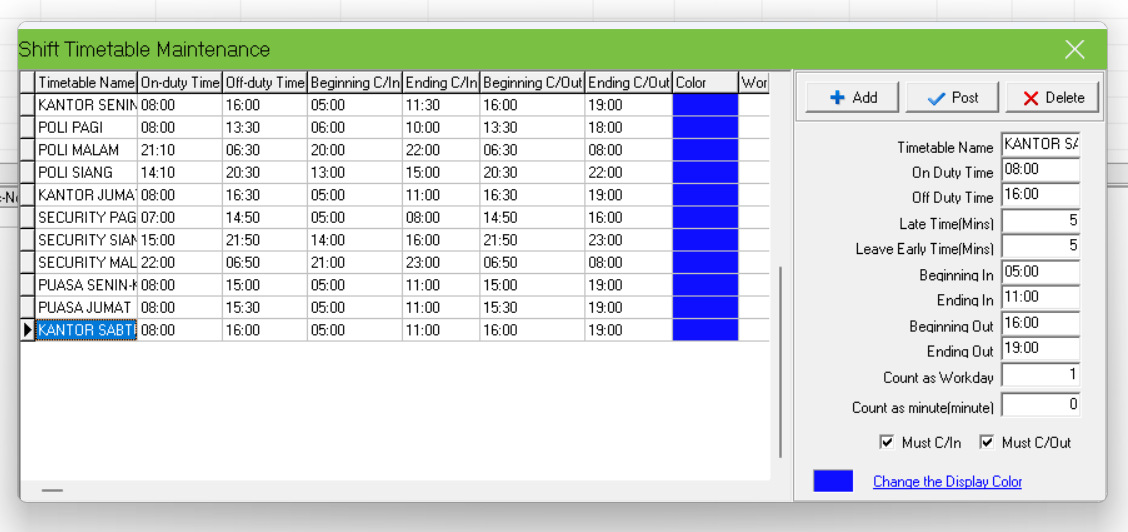 Shift Timetable Maintenance
Timetable Name On-duty Time Off-duty Time Beginning C/In Ending C/In Beginning C/Out Ending C/Out Color Wor
KANTOR SENIN 08:00 16:00 05:00 11:30 16:00 19:00
POLI PAGI 08:00 13:30 06:00 10:00 13:30 18:00
POLI MALAM 21:10 06:30 20:00 22:00 06:30 08:00
POLI SIANG 14:10 20:30 13:00 15:00 20:30 22:00
KANTOR JUMA 08:00 16:30 05:00 11:00 16:30 19:00
SECURITY PAG 07:00 14:50 05:00 08:00 14:50 16:00
SECURITY SIAN 15:00 21:50 14:00 16:00 21:50 23:00
SECURITY MAL 22:00 06:50 21:00 23:00 06:50 08:00
PUASA SENIN-K 08:00 15:00 05:00 11:00 15:00 19:00
PUASA JUMAT 08:00 15:30 05:00 11:00 15:30 19:00
KANTOR SABT 08:00 16:00 05:00 11:00 16:00 19:00
Add Post Delete
Timetable Name KANTOR SA
On Duty Time 08:00
Off Duty Time 16:00
Late Time(Mins) 5
Leave Early Time(Mins) 5
Beginning In 05:00
Ending In 11:00
Beginning Out 16:00
Ending Out 19:00
Count as Workday 1
Count as minute(minute) 0
Must C/In Must C/Out
Change the Display Color